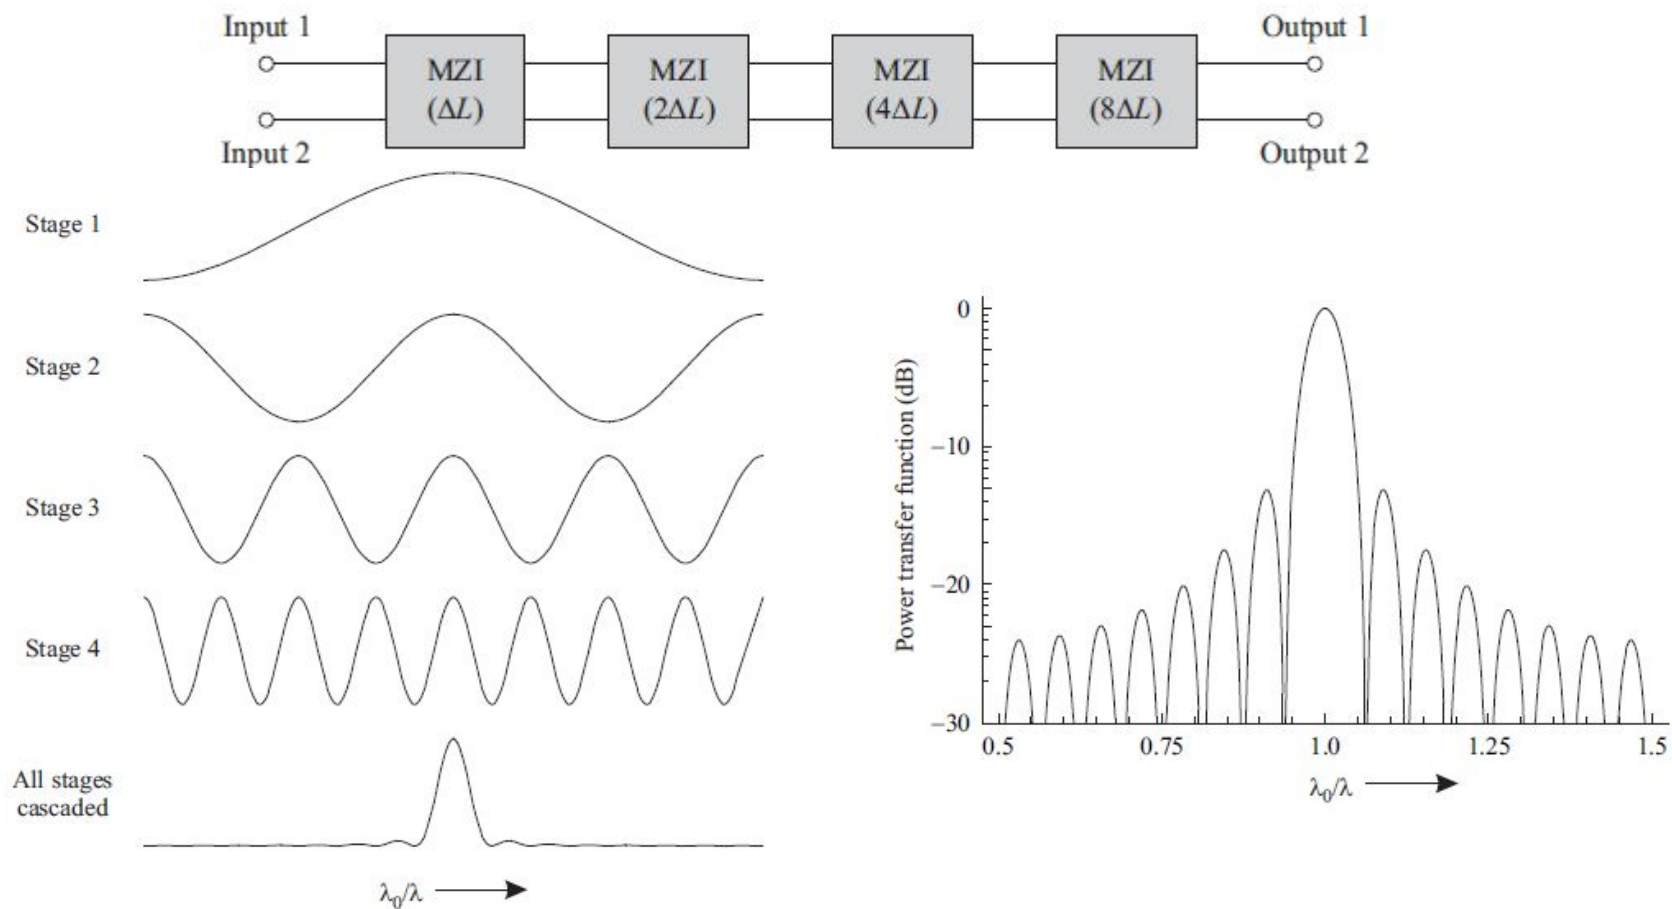 Input 1
Output 1
MZI
(ΔL)
MZI
(2ΔL)
MZI
(4ΔL)
MZI
(8ΔL)
Input 2
Output 2
Stage 1
Stage 2
Stage 3
Stage 4
All stages
cascaded
λ₀/λ
Power transfer function (dB)
0
−10
−20
−30
0.5
0.75
1.0
1.25
1.5
λ₀/λ